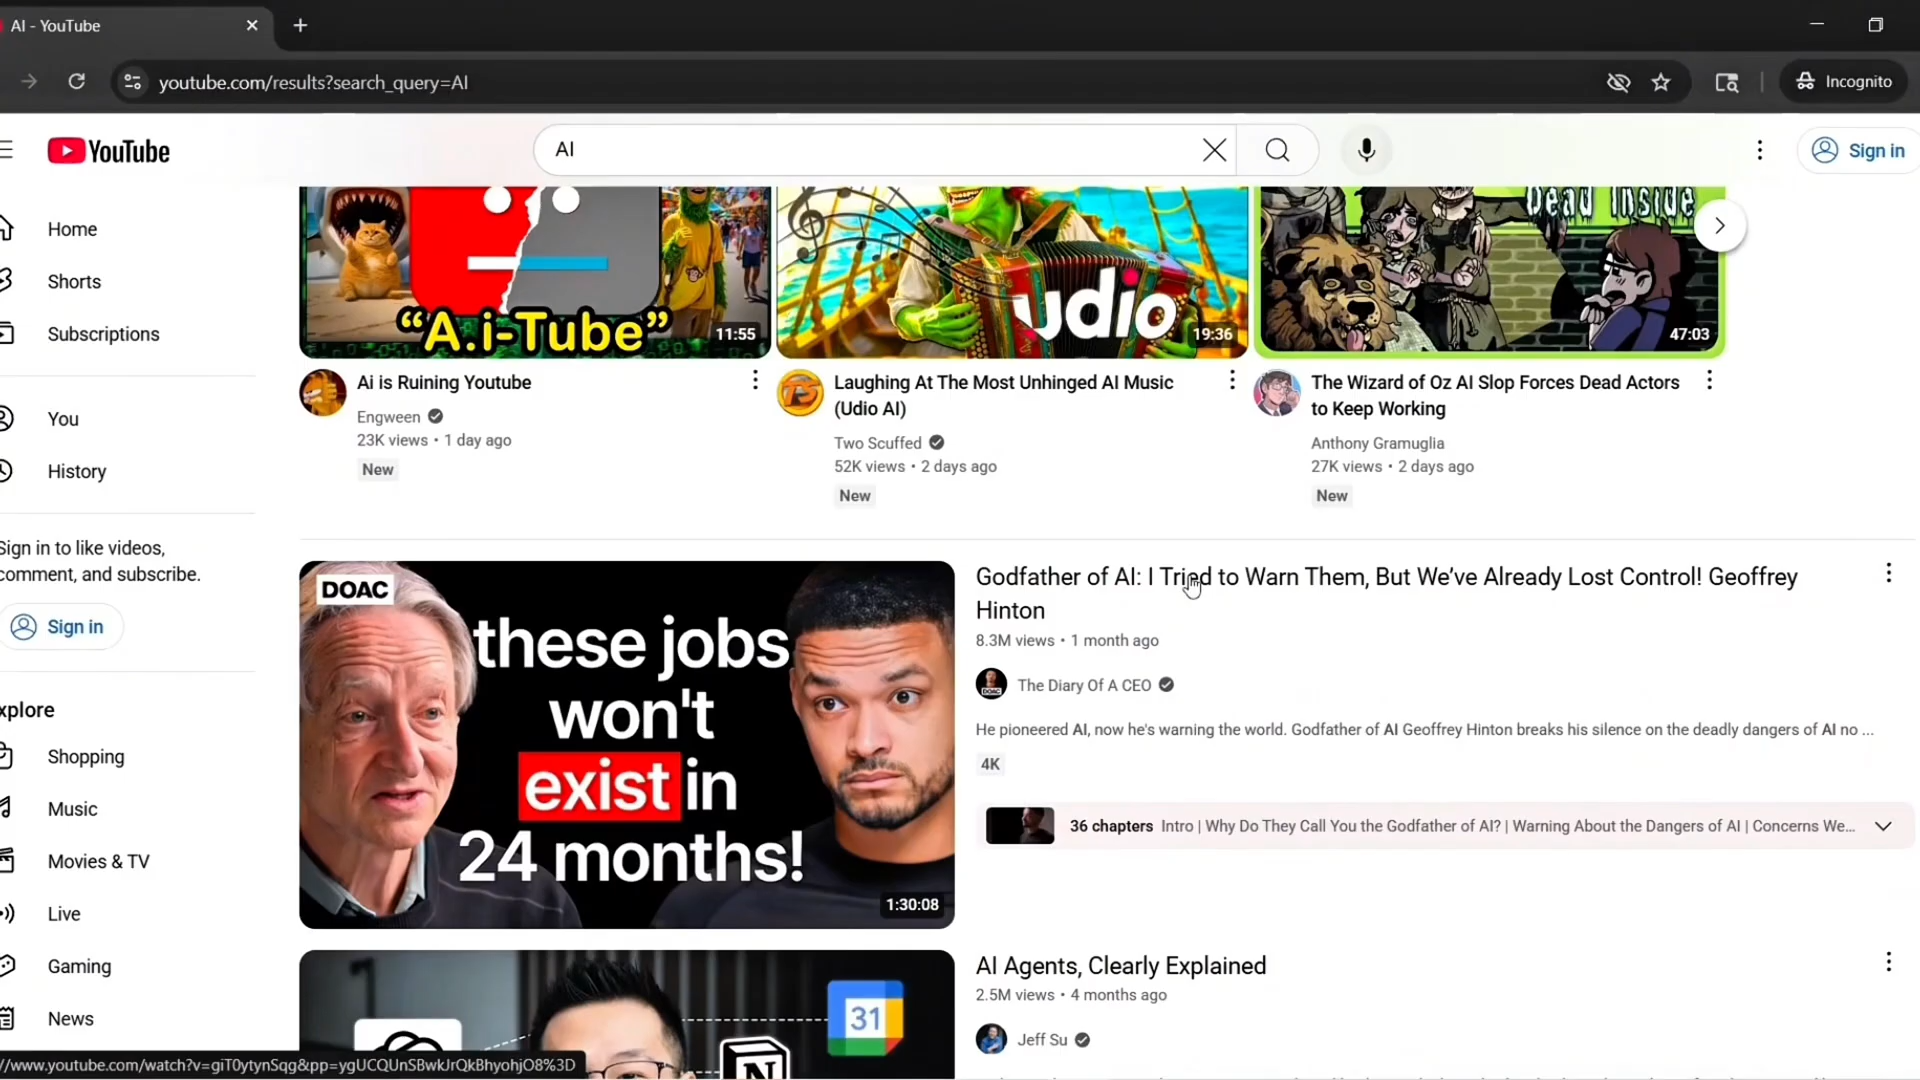 AI - YouTube
youtube.com/results?search_query=AI
Incognito
YouTube
AI
Sign in
Home
Shorts
Subscriptions
You
History
Sign in to like videos,
comment, and subscribe.
Sign in
xplore
Shopping
Music
Movies & TV
Live
Gaming
News
"A.i-Tube"
11:55
Ai is Ruining Youtube
Engween
23K views • 1 day ago
New
udio
19:36
Laughing At The Most Unhinged AI Music
(Udio AI)
Two Scuffed
52K views • 2 days ago
New
Dead Inside
47:03
The Wizard of Oz AI Slop Forces Dead Actors
to Keep Working
Anthony Gramuglia
27K views • 2 days ago
New
DOAC
these jobs
won't
exist in
24 months!
1:30:08
Godfather of AI: I Tried to Warn Them, But We've Already Lost Control! Geoffrey
Hinton
8.3M views • 1 month ago
DOAC
The Diary Of A CEO
He pioneered AI, now he's warning the world. Godfather of AI Geoffrey Hinton breaks his silence on the deadly dangers of AI no ...
4K
36 chapters Intro | Why Do They Call You the Godfather of AI? | Warning About the Dangers of AI | Concerns We...
31
N
AI Agents, Clearly Explained
2.5M views • 4 months ago
Jeff Su
//www.youtube.com/watch?v=giT0ytynSqg&pp=ygUCQUnSBwkJrQkBhyohjO8%3D